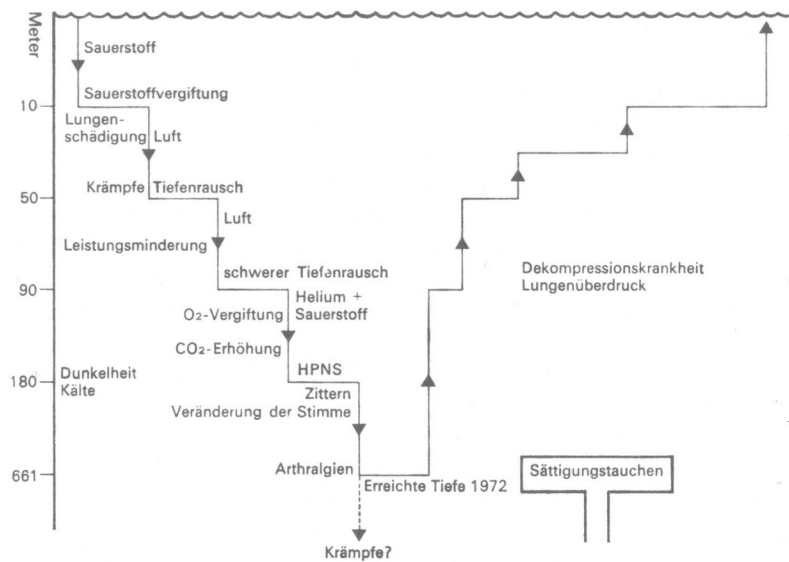 Meter
Sauerstoff
Sauerstoffvergiftung
10
Lungen-
schädigung Luft
Krämpfe Tiefenrausch
50
Luft
Leistungsminderung
schwerer Tiefenrausch
90
Helium +
O2-Vergiftung Sauerstoff
CO2-Erhöhung
HPNS
180
Dunkelheit
Kälte
Zittern
Veränderung der Stimme
Arthralgien
661
Erreichte Tiefe 1972
Krämpfe?
Dekompressionskrankheit
Lungenüberdruck
Sättigungstauchen